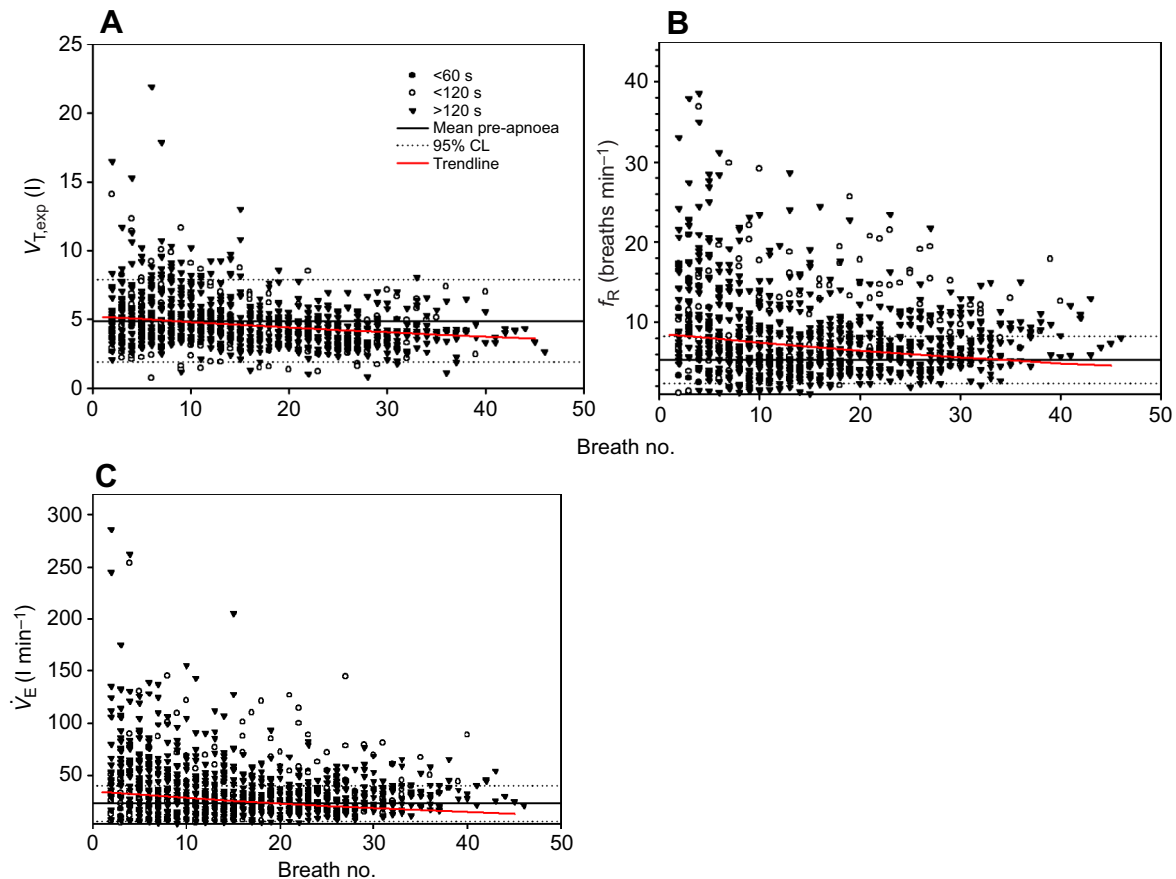 A
25
20
15
10
5
0
V_T,exp (l)
0 10 20 30 40 50
<60 s
<120 s
>120 s
Mean pre-apnoea
95% CL
Trendline
B
40
30
20
10
f_R (breaths min⁻¹)
0 10 20 30 40 50
Breath no.
C
300
250
200
150
100
50
V̇_E (l min⁻¹)
0 10 20 30 40 50
Breath no.